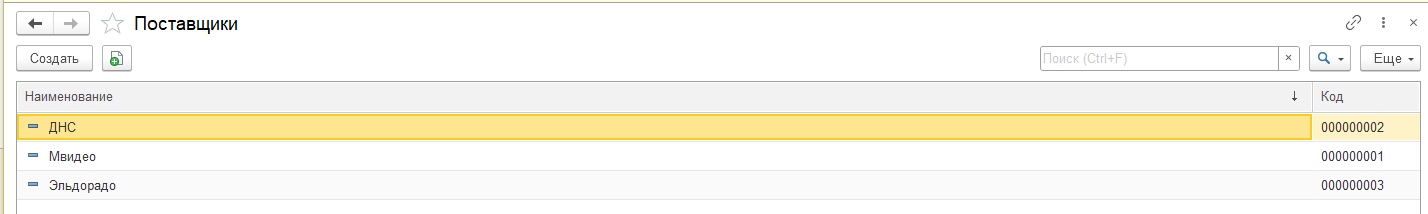 Поставщики
Создать
Поиск (Ctrl+F)
Еще
Наименование
Код
ДНС
000000002
Мвидео
000000001
Эльдорадо
000000003